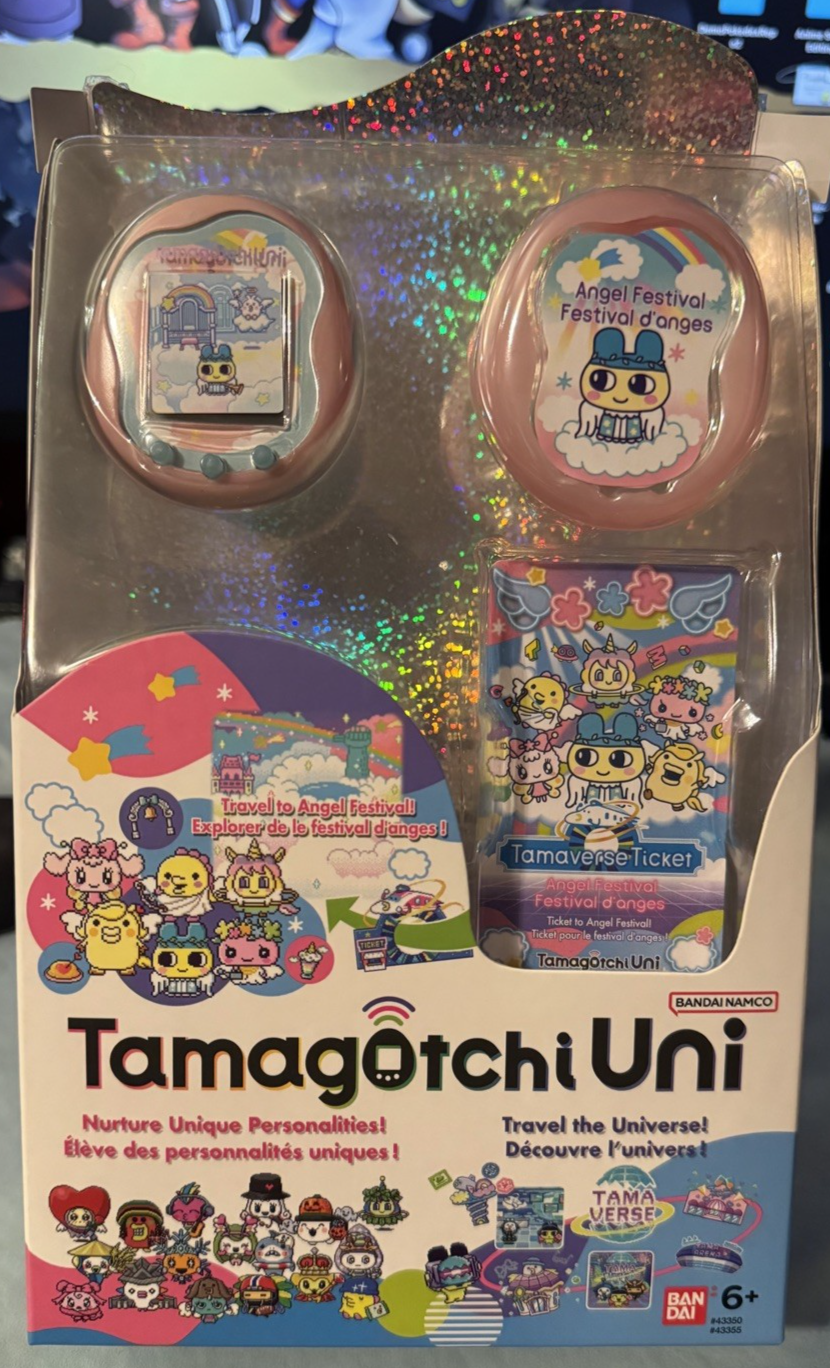 Tamagotchi Uni
Angel Festival
Festival d'anges
Travel to Angel Festival!
Explorer de le festival d'anges !
TICKET
Tamaverse Ticket
Angel Festival
Festival d'anges
Ticket to Angel Festival!
Ticket pour le festival d'anges !
Tamagotchi Uni
BANDAI NAMCO
Tamagotchi Uni
Nurture Unique Personalities!
Élève des personnalités uniques !
Travel the Universe!
Découvre l'univers !
TAMA
VERSE
BAN
DAI
6+
#43350
#43355